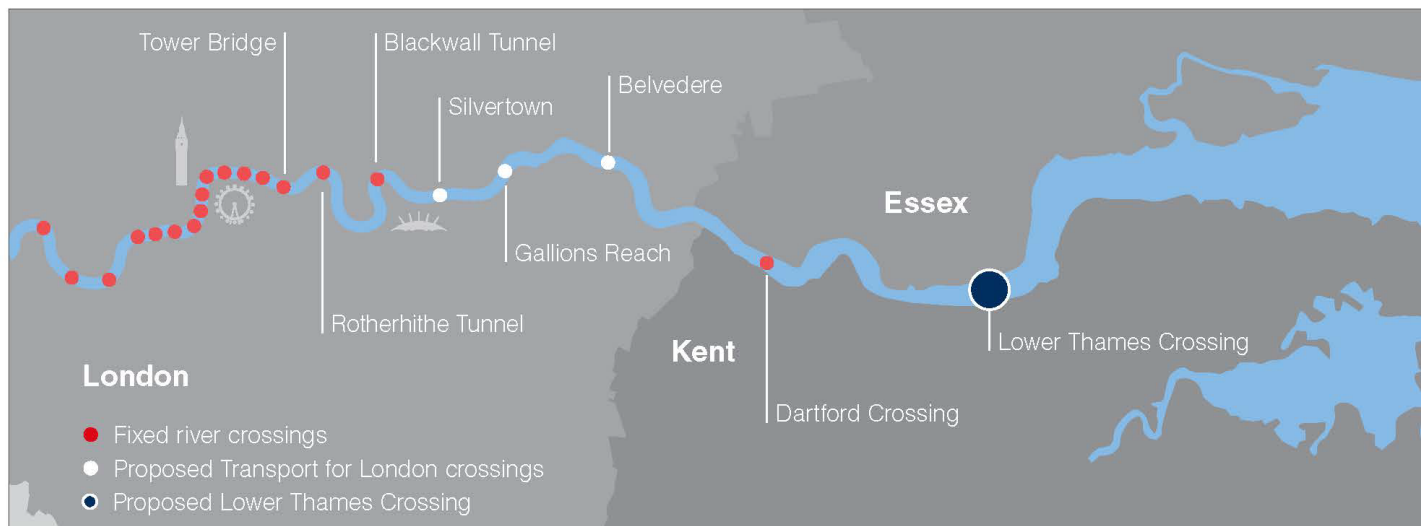 Tower Bridge
Blackwall Tunnel
Silvertown
Belvedere
Essex
Gallions Reach
Rotherhithe Tunnel
Kent
Lower Thames Crossing
Dartford Crossing
London
Fixed river crossings
Proposed Transport for London crossings
Proposed Lower Thames Crossing